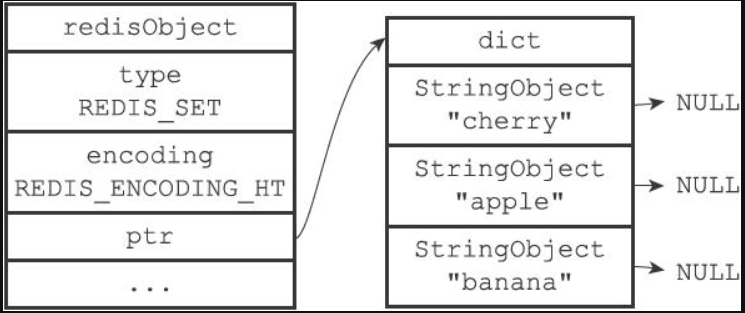 redisObject
type
REDIS_SET
encoding
REDIS_ENCODING_HT
ptr
...
dict
StringObject
"cherry"
NULL
StringObject
"apple"
NULL
StringObject
"banana"
NULL